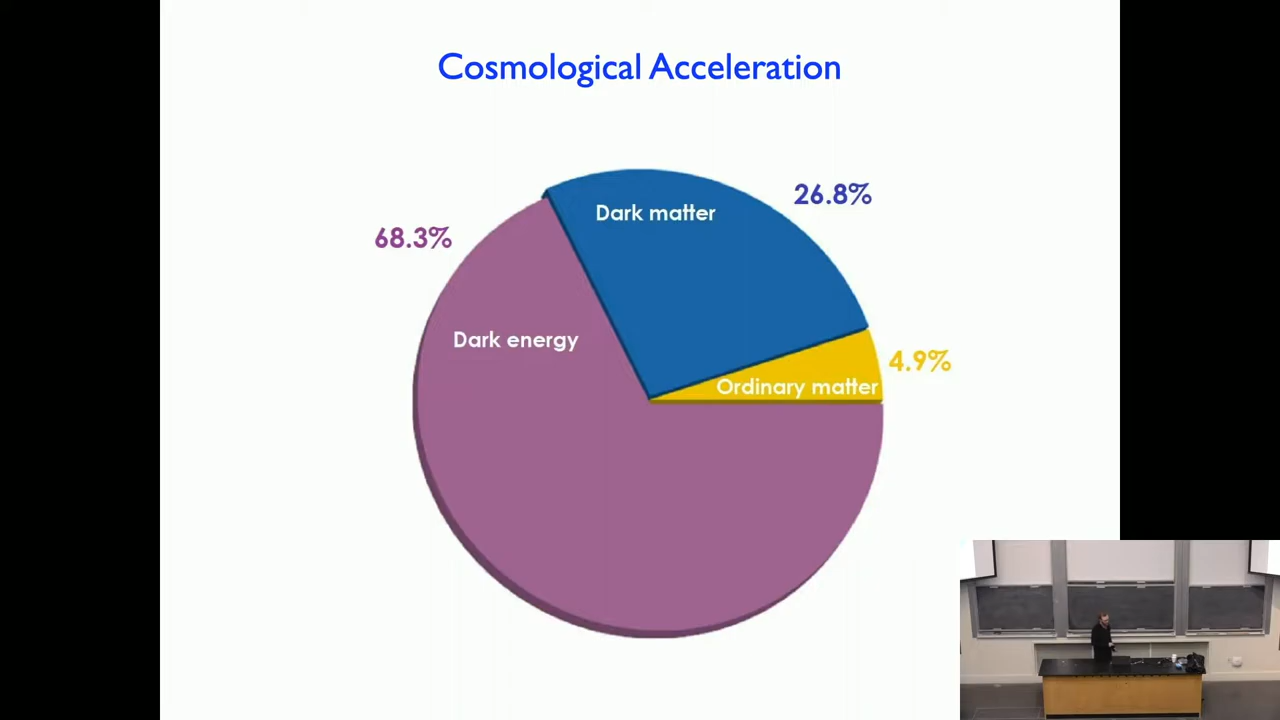 Cosmological Acceleration
26.8%
Dark matter
68.3%
Dark energy
4.9%
Ordinary matter